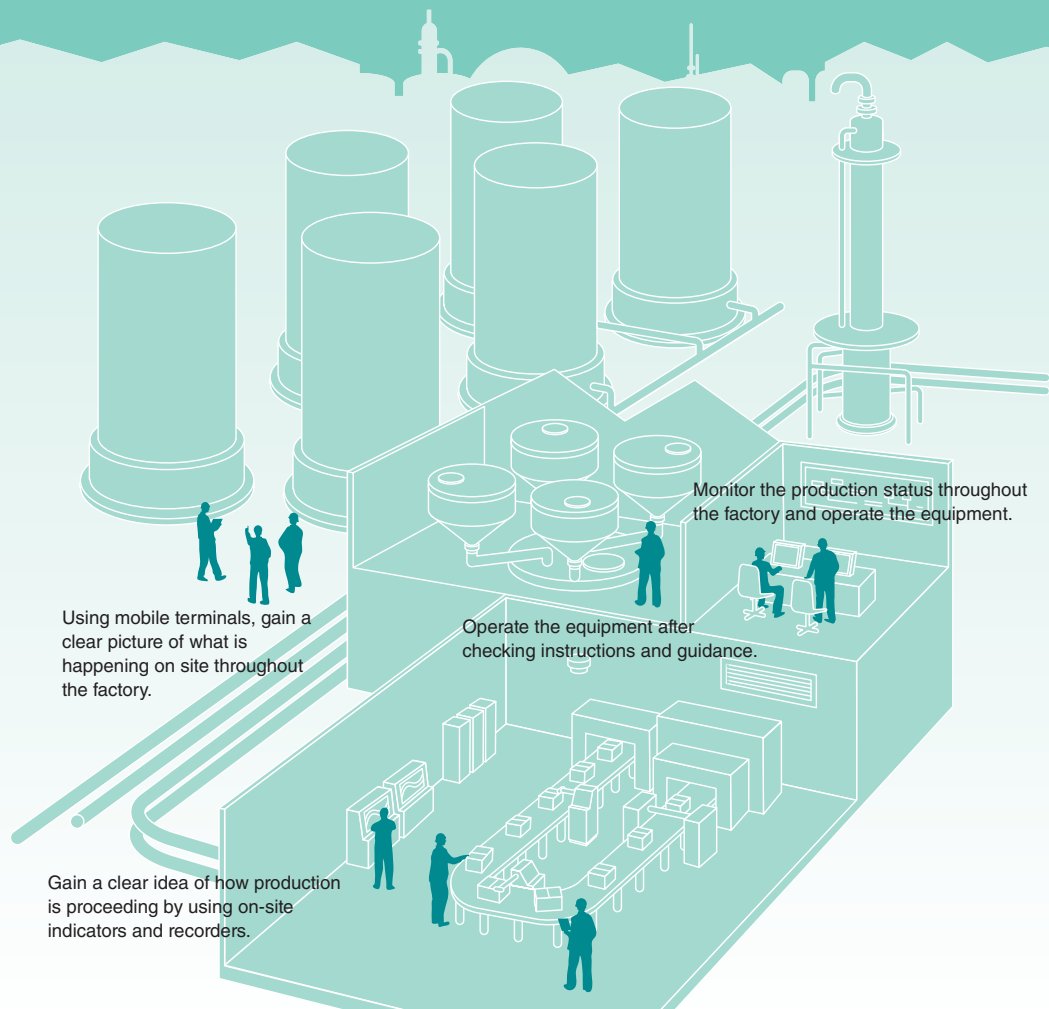 Monitor the production status throughout
the factory and operate the equipment.
Using mobile terminals, gain a
clear picture of what is
happening on site throughout
the factory.
Operate the equipment after
checking instructions and guidance.
Gain a clear idea of how production
is proceeding by using on-site
indicators and recorders.